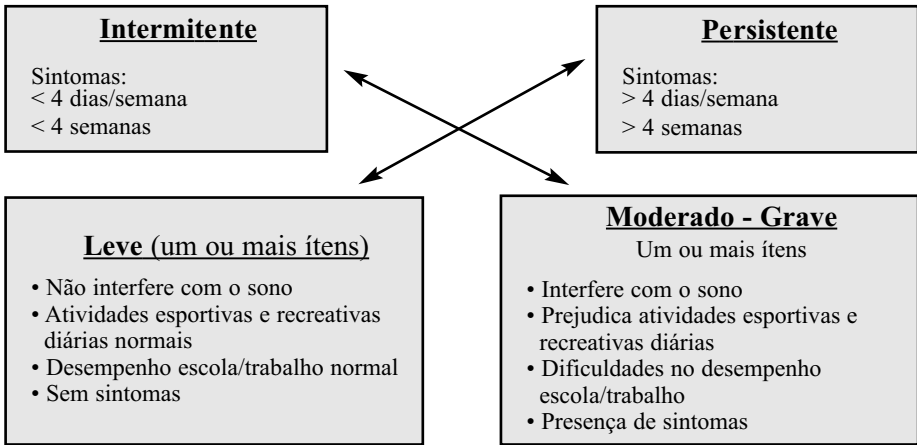 Intermitente
Sintomas:
< 4 dias/semana
< 4 semanas
Persistente
Sintomas:
> 4 dias/semana
> 4 semanas
Leve (um ou mais ítens)
• Não interfere com o sono
• Atividades esportivas e recreativas
diárias normais
• Desempenho escola/trabalho normal
• Sem sintomas
Moderado - Grave
Um ou mais ítens
• Interfere com o sono
• Prejudica atividades esportivas e
recreativas diárias
• Dificuldades no desempenho
escola/trabalho
• Presença de sintomas